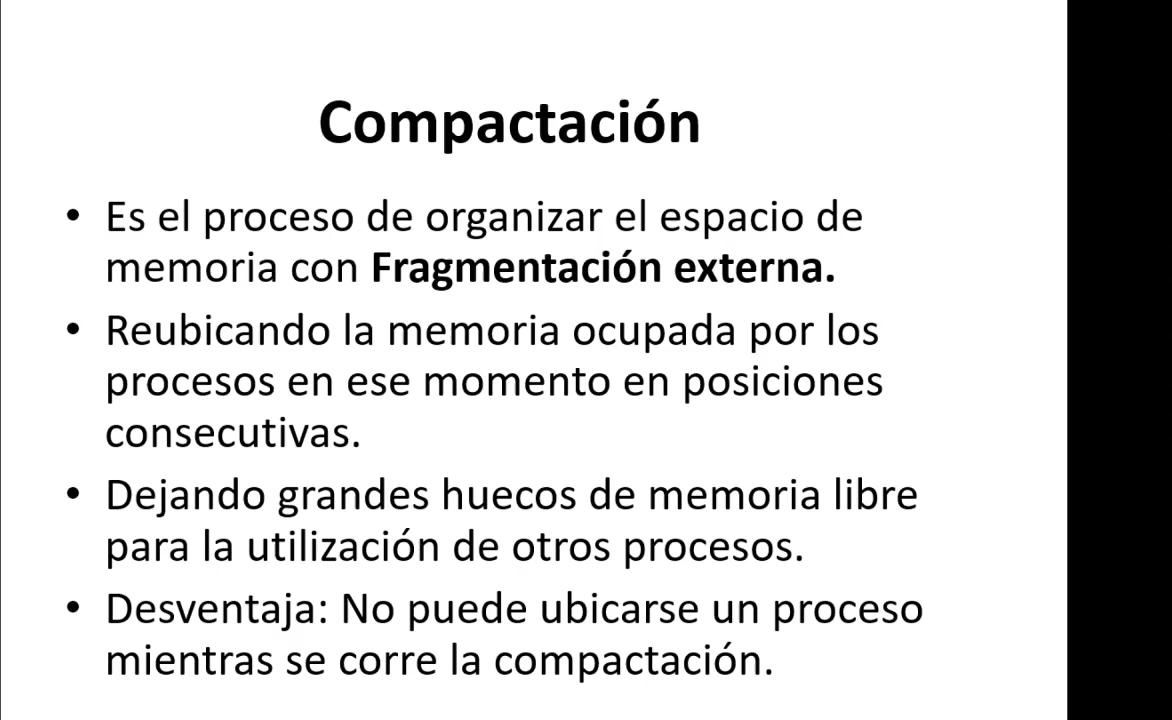 Compactación
• Es el proceso de organizar el espacio de
memoria con Fragmentación externa.
• Reubicando la memoria ocupada por los
procesos en ese momento en posiciones
consecutivas.
• Dejando grandes huecos de memoria libre
para la utilización de otros procesos.
• Desventaja: No puede ubicarse un proceso
mientras se corre la compactación.